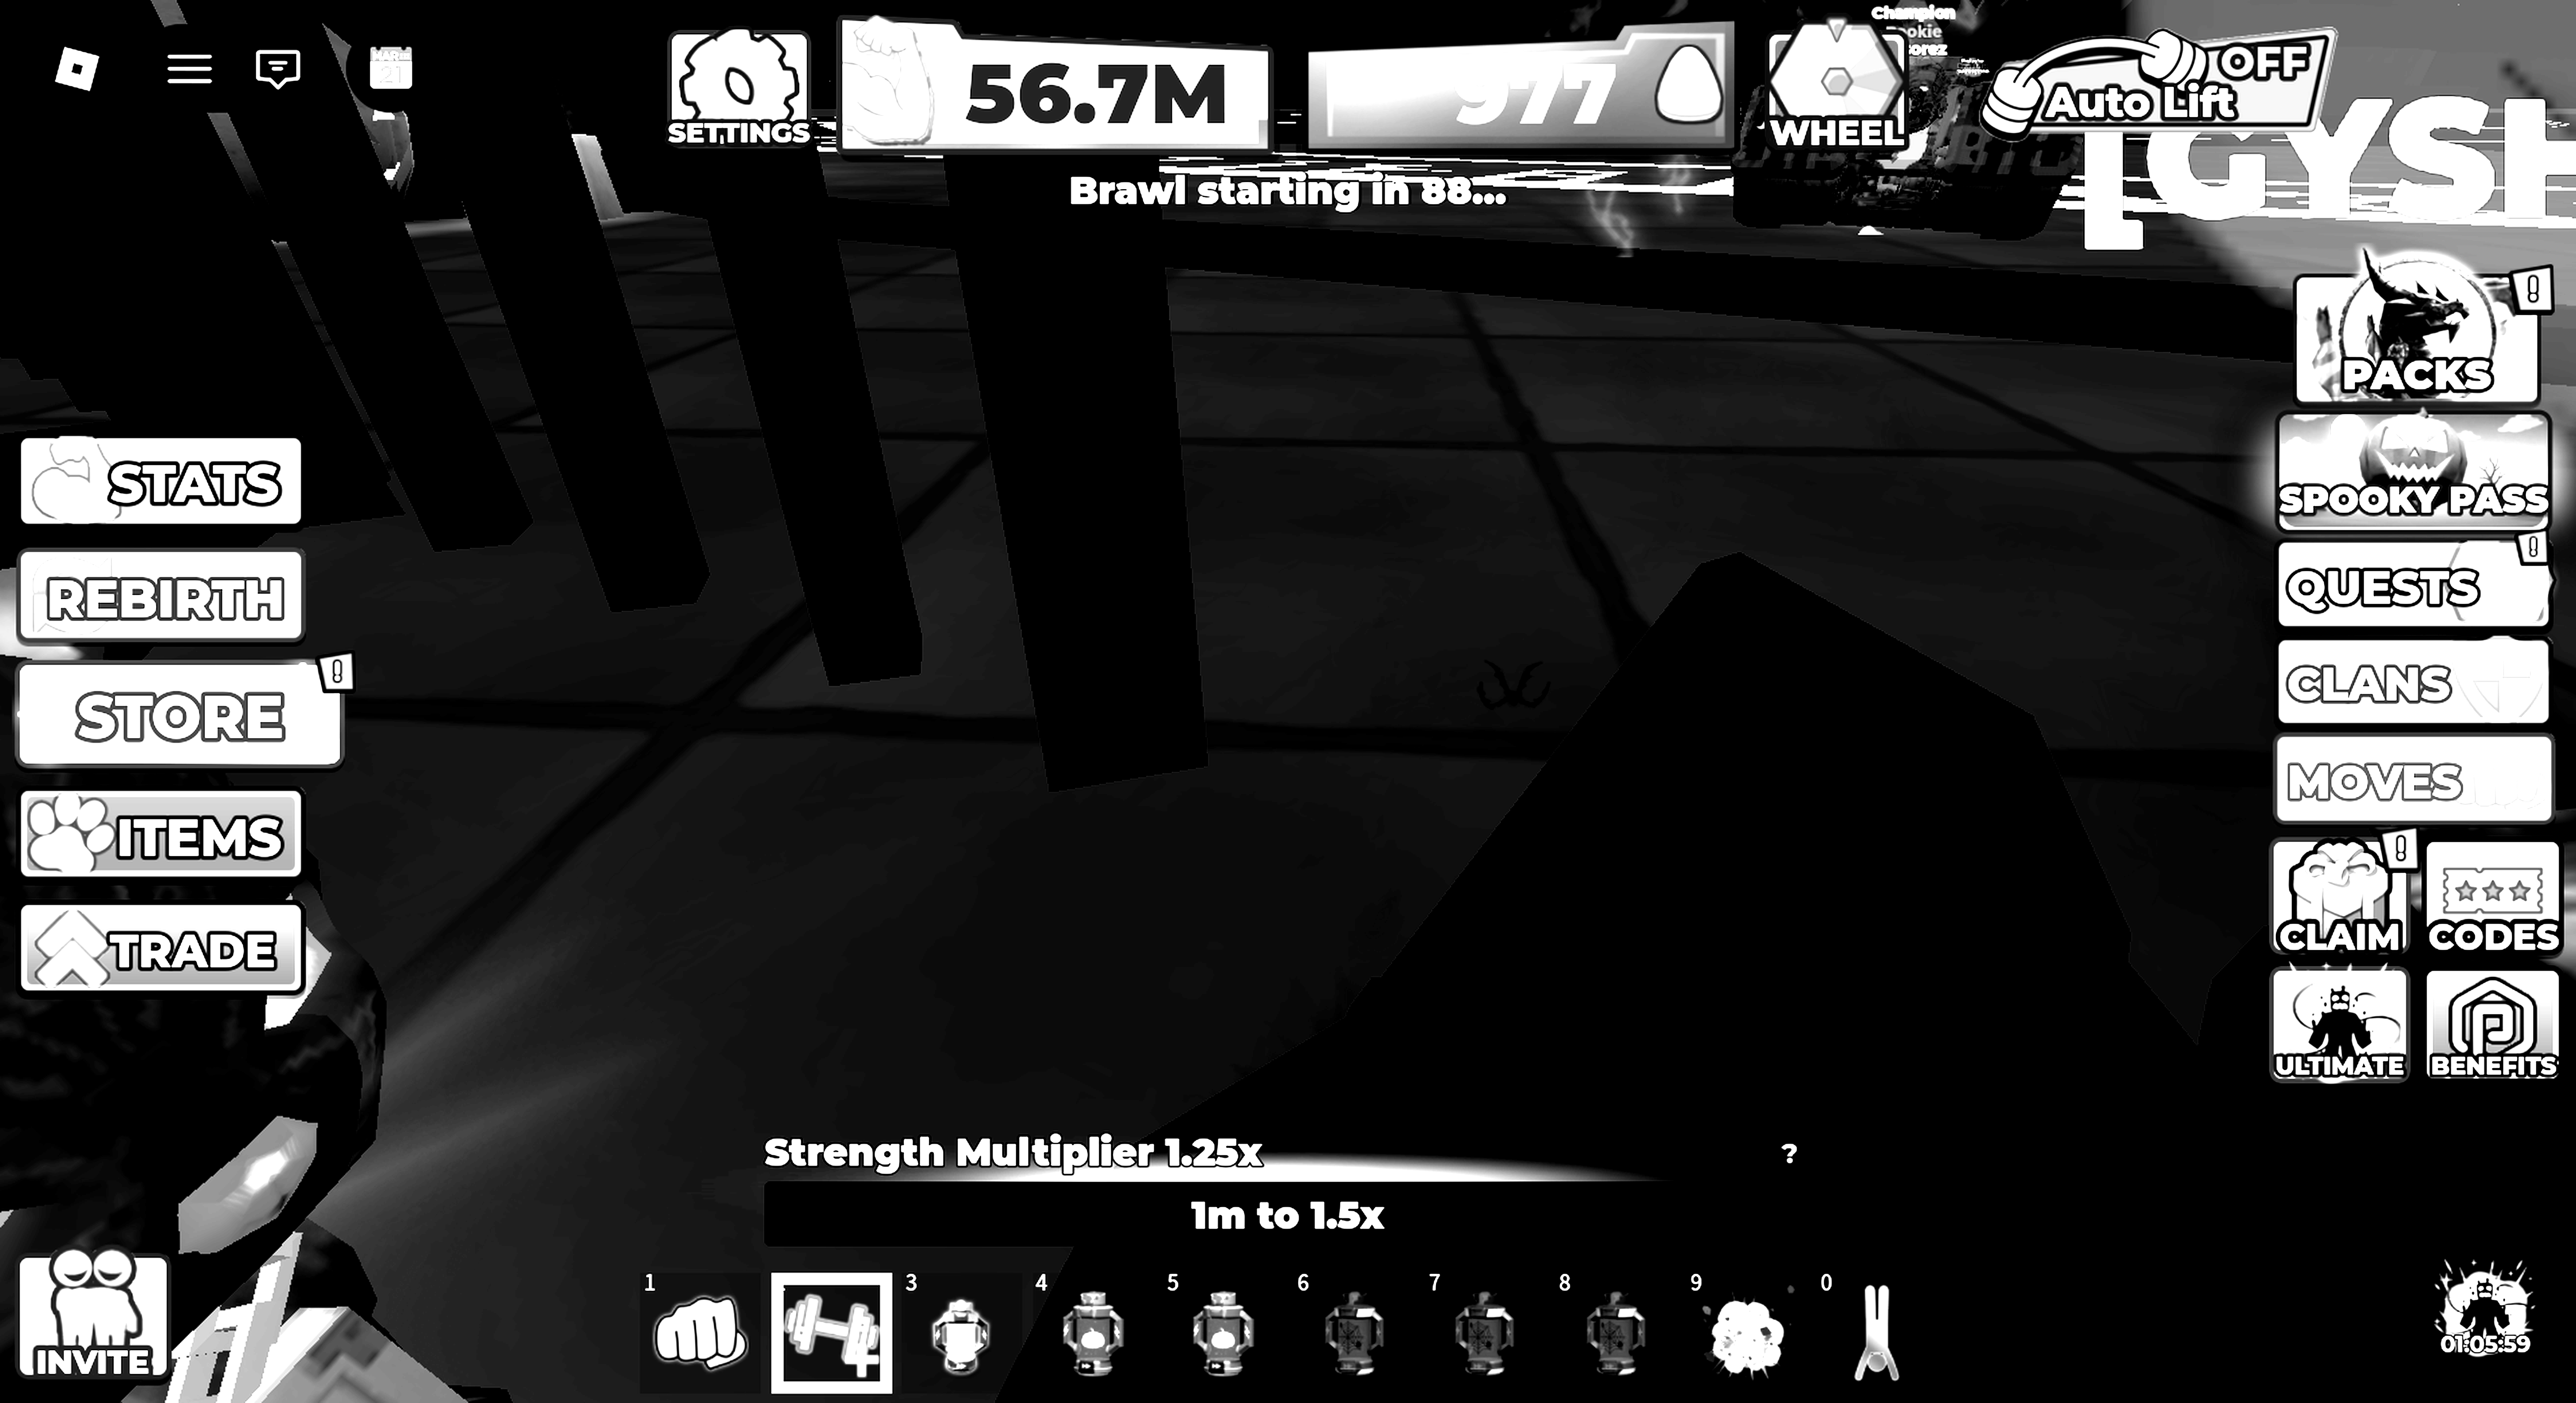 Champion
SETTINGS
56.7M
977
WHEEL
OFF
Auto Lift
GYSH
Brawl starting in 88...
PACKS
SPOOKY PASS
STATS
QUESTS
REBIRTH
CLANS
STORE
MOVES
ITEMS
CLAIM
CODES
TRADE
ULTIMATE
BENEFITS
Strength Multiplier 1.25x
?
1m to 1.5x
INVITE
1
3
4
5
6
7
8
9
0
01:05:59